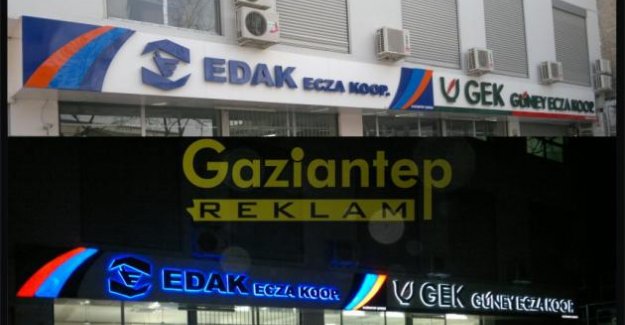 EDAK ECZA KOOP.
GEK GÜNEY ECZA KOOP.
Gaziantep
REKLAM
EDAK ECZA KOOP.
GEK GÜNEY ECZA KOOP.